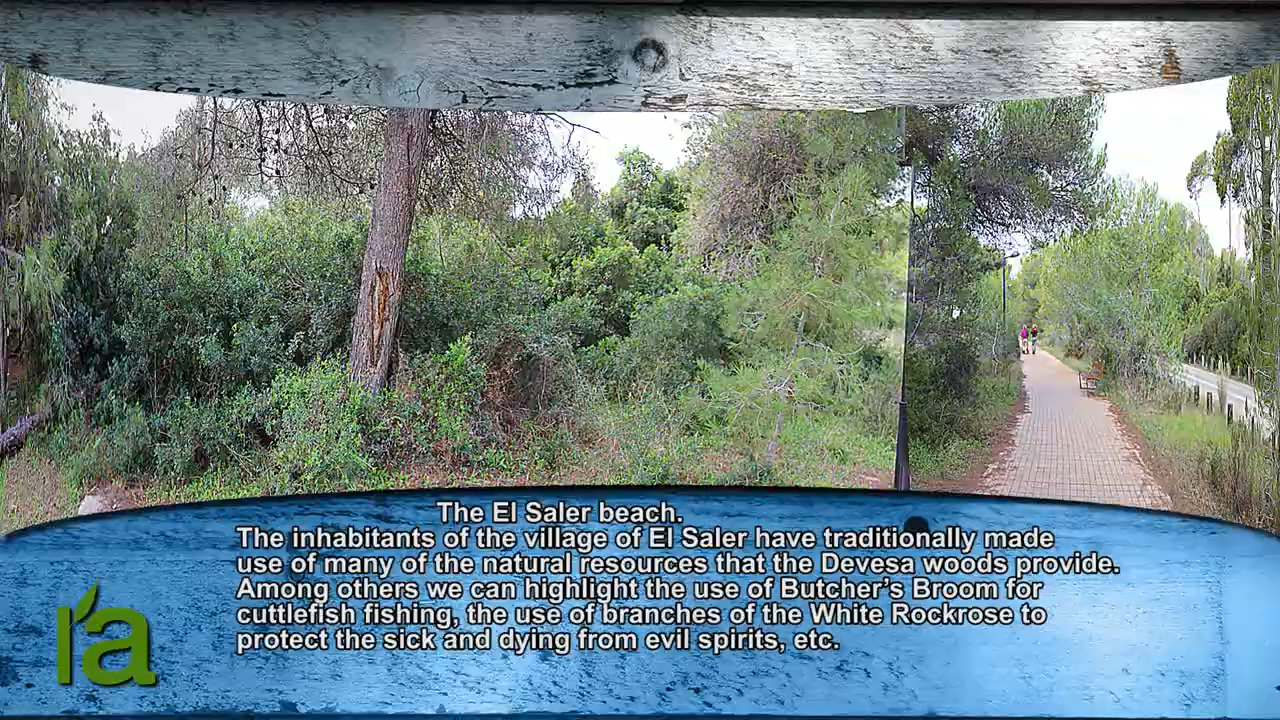 The El Saler beach.
The inhabitants of the village of El Saler have traditionally made
use of many of the natural resources that the Devesa woods provide.
Among others we can highlight the use of Butcher's Broom for
cuttlefish fishing, the use of branches of the White Rockrose to
protect the sick and dying from evil spirits, etc.
l'a